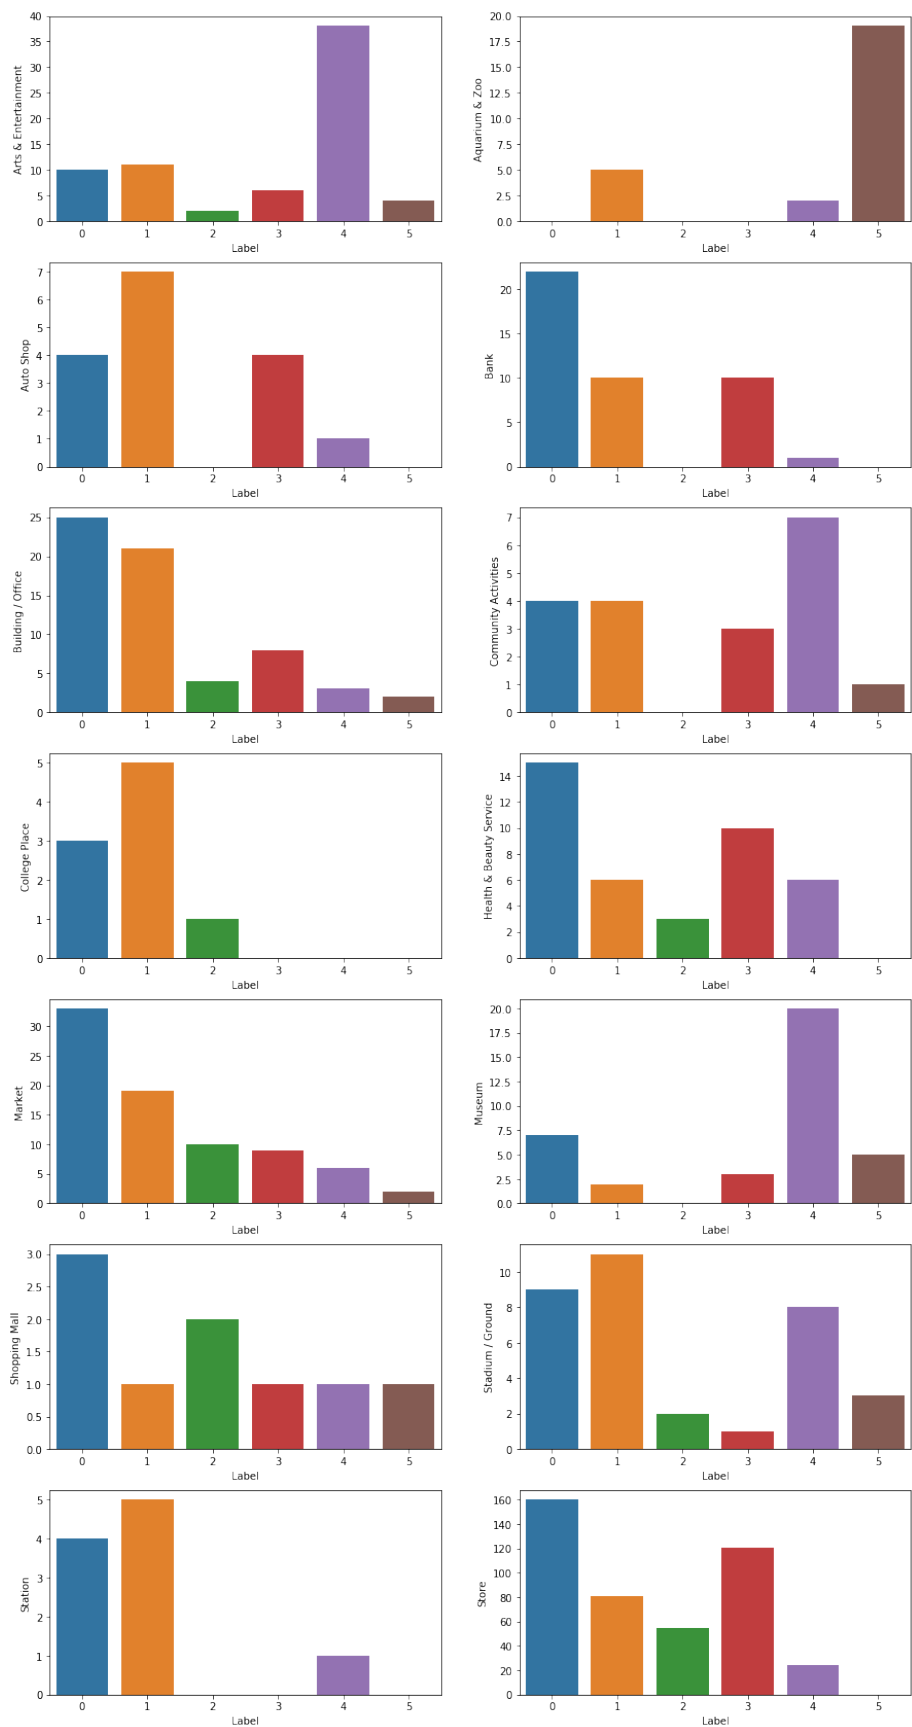 Arts & Entertainment
40
35
30
25
20
15
10
5
0
0 1 2 3 4 5
Label
Aquarium & Zoo
20.0
17.5
15.0
12.5
10.0
7.5
5.0
2.5
0.0
0 1 2 3 4 5
Label
Auto Shop
7
6
5
4
3
2
1
0
0 1 2 3 4 5
Label
Bank
20
15
10
5
0
0 1 2 3 4 5
Label
Building / Office
25
20
15
10
5
0
0 1 2 3 4 5
Label
Community Activities
7
6
5
4
3
2
1
0
0 1 2 3 4 5
Label
College Place
5
4
3
2
1
0
0 1 2 3 4 5
Label
Health & Beauty Service
14
12
10
8
6
4
2
0
0 1 2 3 4 5
Label
Market
30
25
20
15
10
5
0
0 1 2 3 4 5
Label
Museum
20.0
17.5
15.0
12.5
10.0
7.5
5.0
2.5
0.0
0 1 2 3 4 5
Label
Shopping Mall
3.0
2.5
2.0
1.5
1.0
0.5
0.0
0 1 2 3 4 5
Label
Stadium / Ground
10
8
6
4
2
0
0 1 2 3 4 5
Label
Station
5
4
3
2
1
0
0 1 2 3 4 5
Label
Store
160
140
120
100
80
60
40
20
0
0 1 2 3 4 5
Label